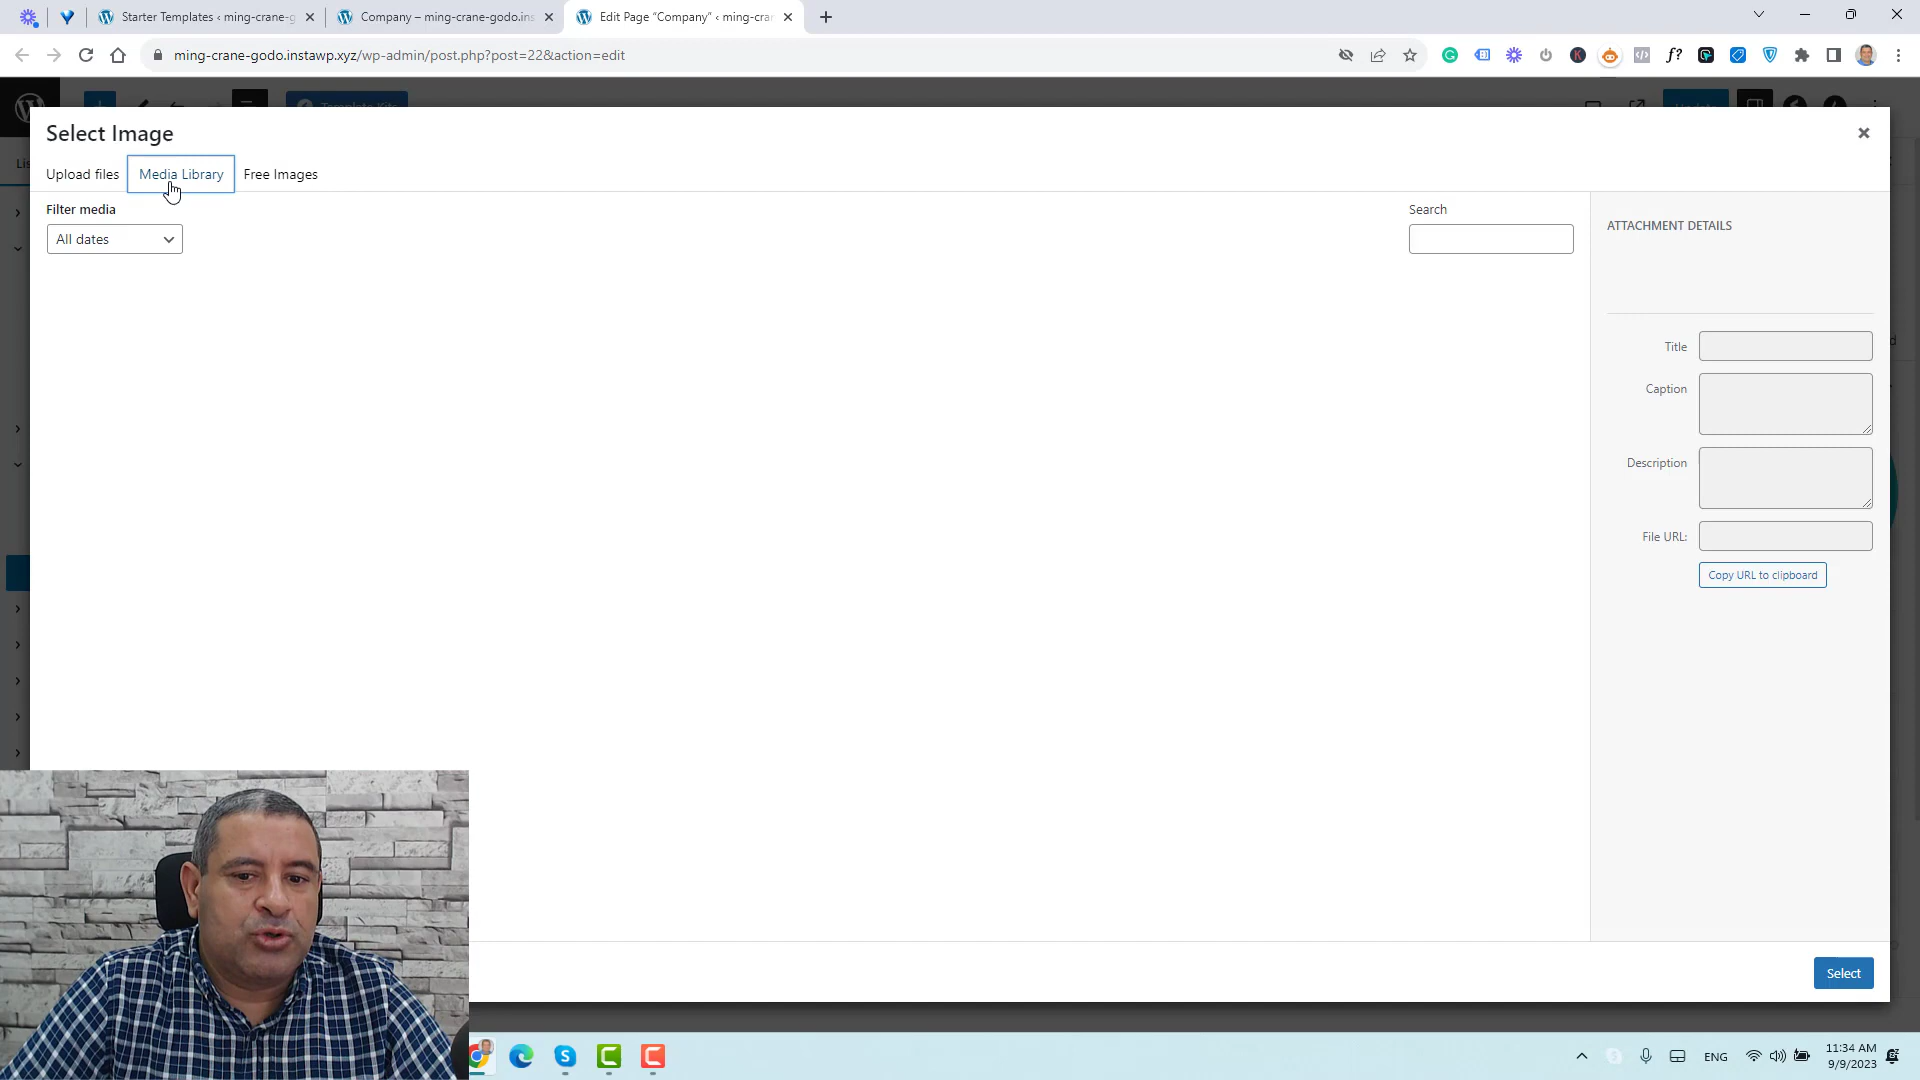 Starter Templates ‹ ming-crane-g
Company – ming-crane-godo.ins
Edit Page “Company” ‹ ming-cra
ming-crane-godo.instawp.xyz/wp-admin/post.php?post=22&action=edit
Template Kits
Select Image
Upload files
Media Library
Free Images
Filter media
All dates
Search
ATTACHMENT DETAILS
Title
Caption
Description
File URL:
Copy URL to clipboard
Select
ENG
11:34 AM
9/9/2023